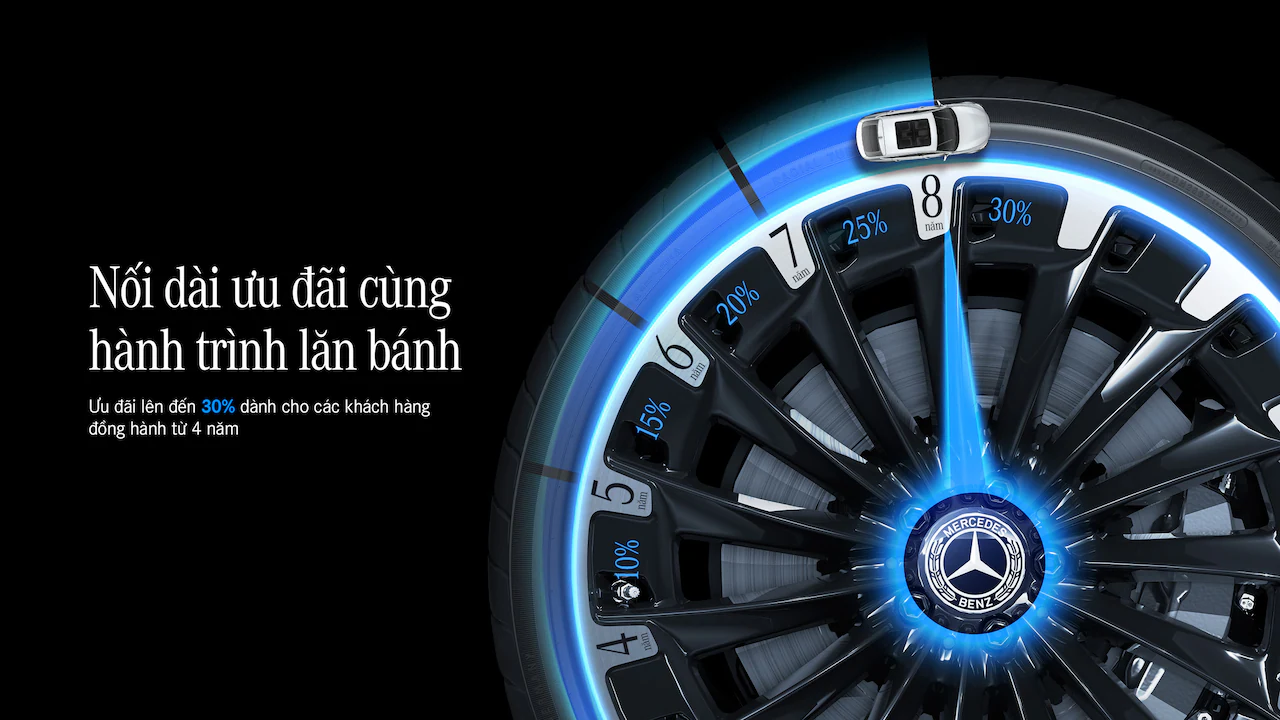 Nối dài ưu đãi cùng
hành trình lăn bánh
Ưu đãi lên đến 30% dành cho các khách hàng
đồng hành từ 4 năm
4
năm
10%
5
năm
15%
6
năm
20%
7
năm
25%
8
năm
30%
MERCEDES
BENZ